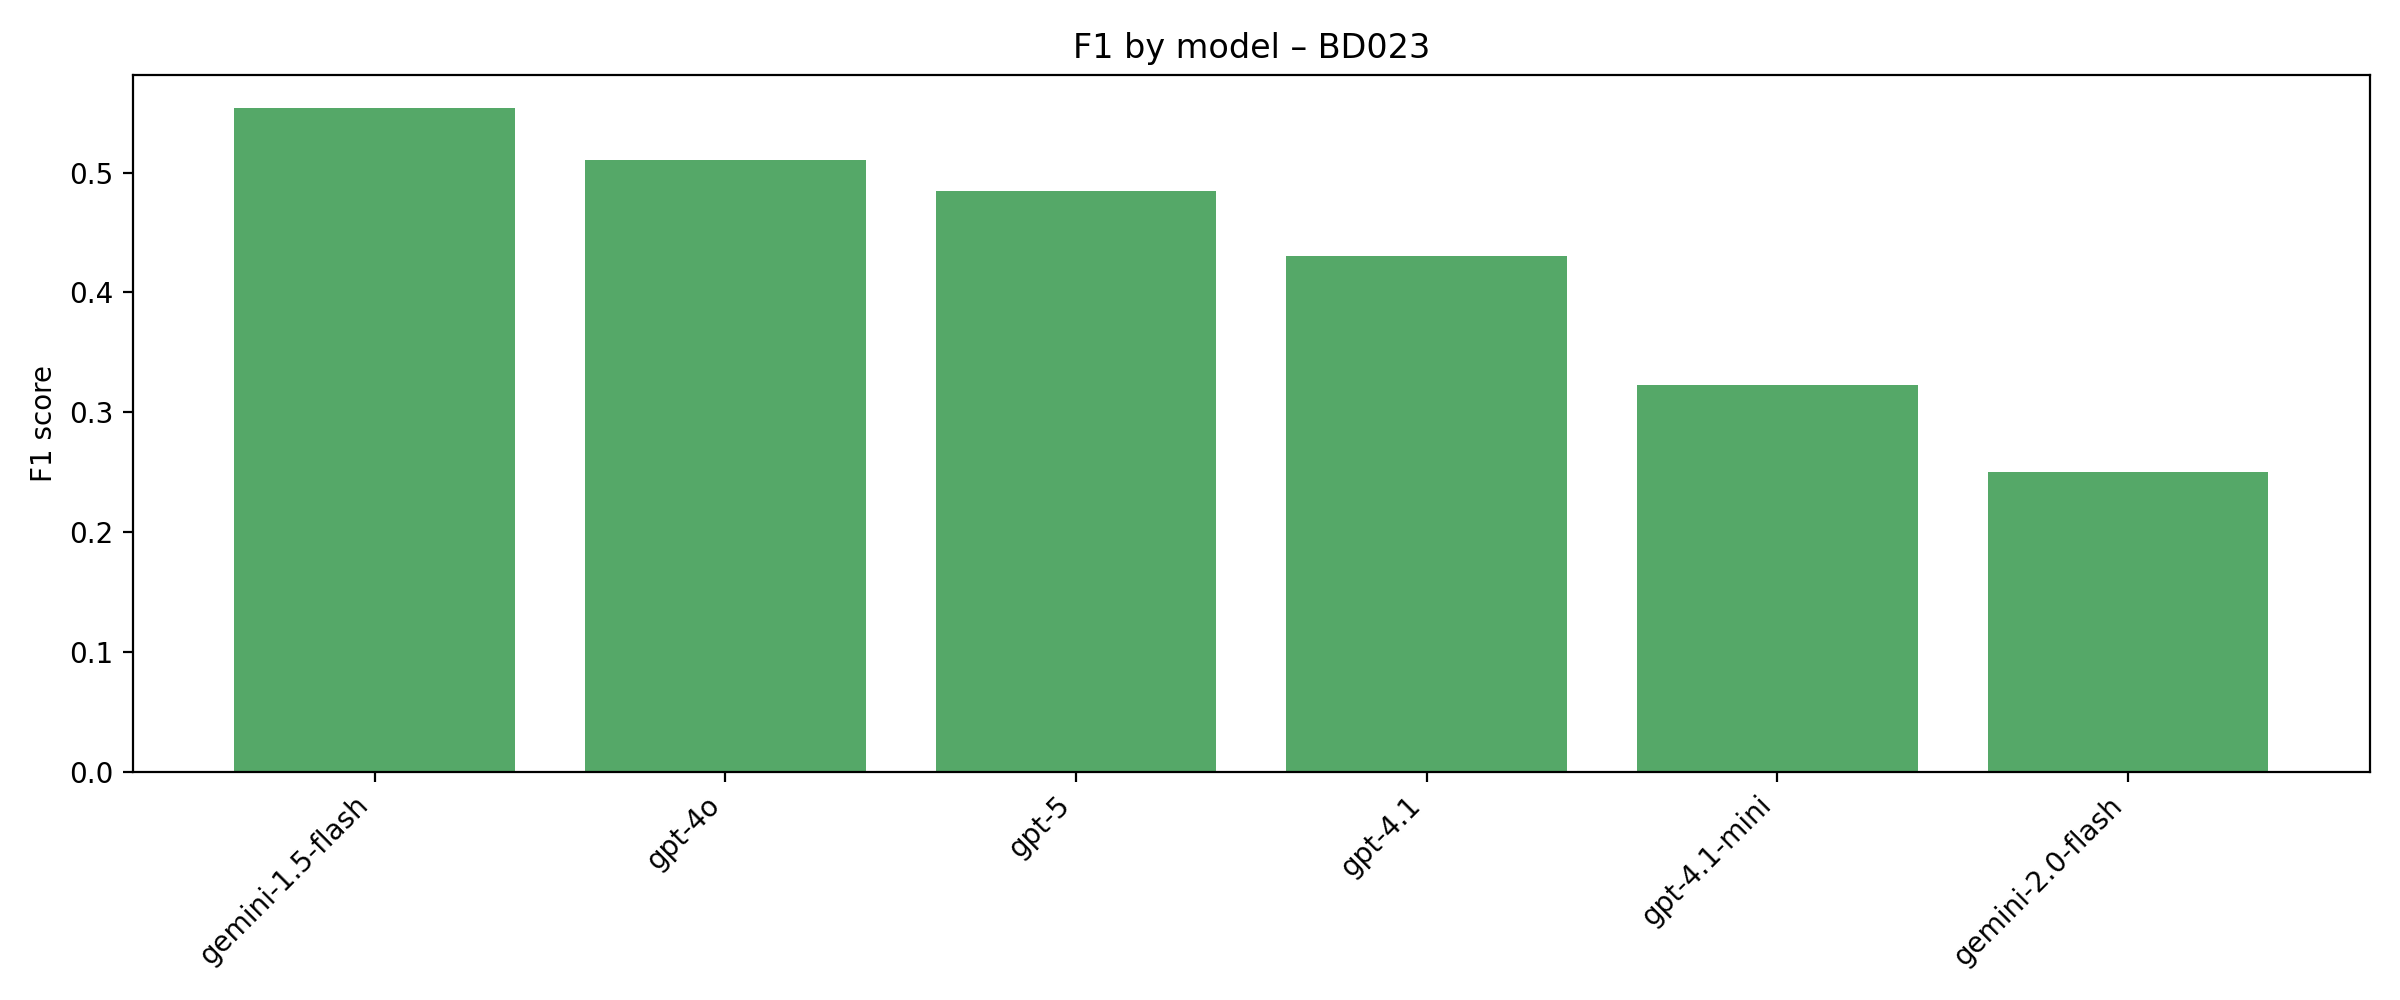 F1 by model – BD023
F1 score
0.5
0.4
0.3
0.2
0.1
0.0
gemini-1.5-flash
gpt-4o
gpt-5
gpt-4.1
gpt-4.1-mini
gemini-2.0-flash